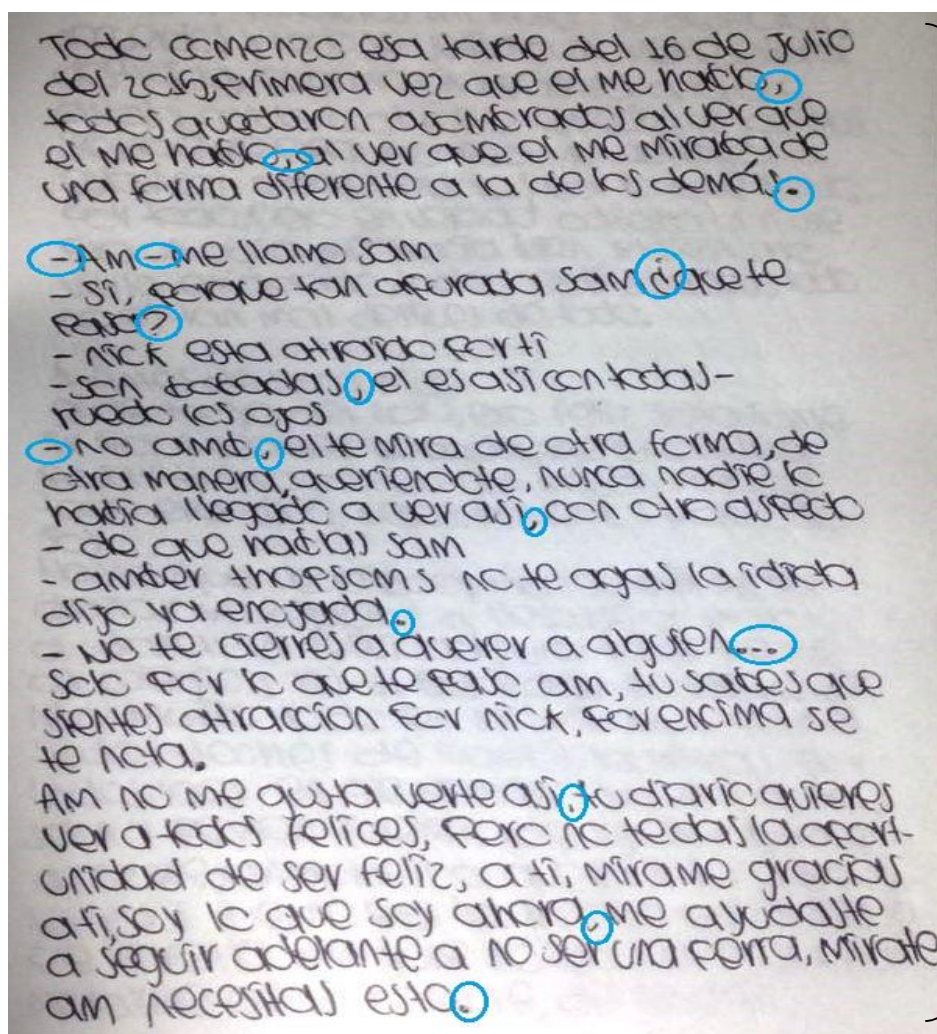 Todo comenzo esa tarde del 16 de Julio
del 2015, primera vez que el me hablo,
todos quedaron asombrados al ver que
el me hablo, al ver que el me miraba de
una forma diferente a la de los demás.
-Am-me llamo Sam
- Si, porque tan apurada Sam ¿que te
paso?
- nick esta atraido por ti
- son bobadas, el es asi con todas-
ruedo los ojos
-no amb, el te mira de otra forma, de
otra manera, queriendote, nunca nadie lo
habia llegado a ver asi, con otro aspecto
- de que hablas Sam
- amber thopsoms no te agas la idiota
dijo ya enojada.
- No te cierres a querer a alguien...
Solo por lo que te paso am, tu sabes que
sientes atraccion por nick, por encima se
te nota.
Am no me gusta verte asi, tu diario quieres
ver a todos felices, pero no te das la oport-
unidad de ser feliz, a ti, mirame gracias
a ti, soy lo que soy ahora, me ayudaste
a seguir adelante a no ser una perra, mirate
am necesitas esto.